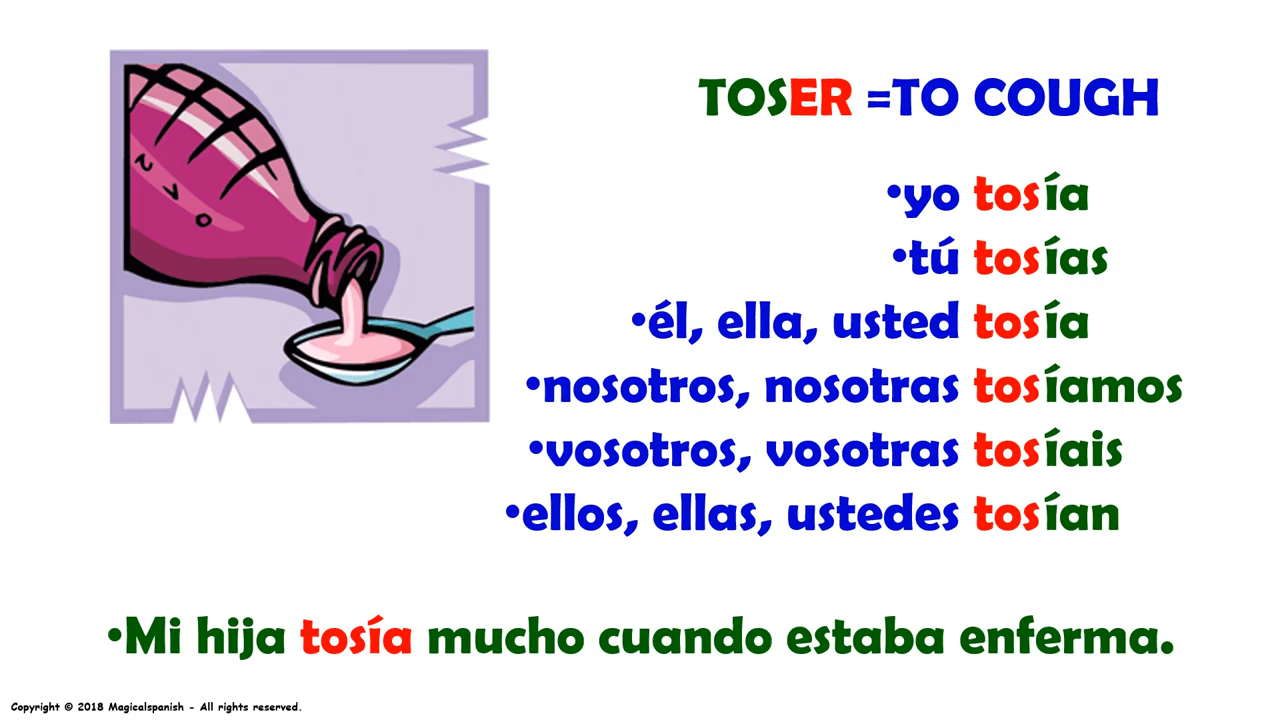 TOSER =TO COUGH
•yo tosía
•tú tosías
•él, ella, usted tosía
•nosotros, nosotras tosíamos
•vosotros, vosotras tosíais
•ellos, ellas, ustedes tosían
•Mi hija tosía mucho cuando estaba enferma.
Copyright © 2018 Magicalspanish - All rights reserved.